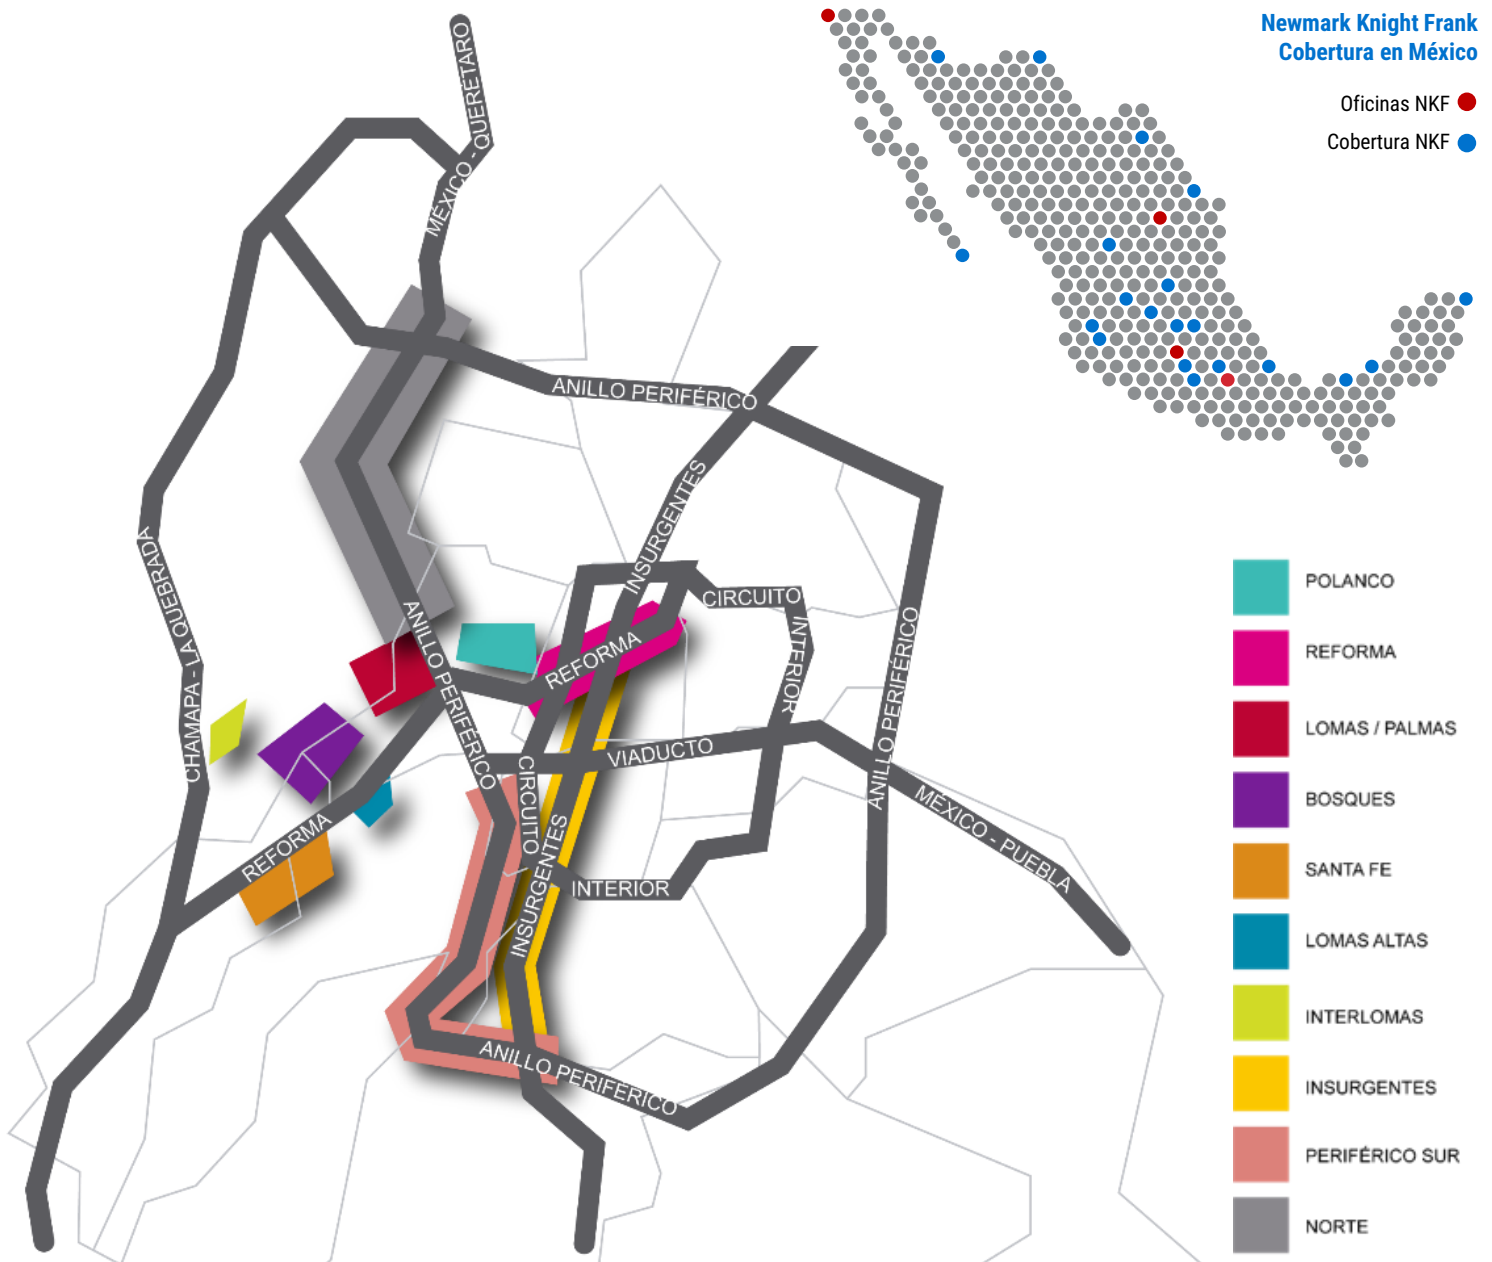 Newmark Knight Frank
Cobertura en México
Oficinas NKF
Cobertura NKF
MÉXICO - QUERÉTARO
ANILLO PERIFÉRICO
INSURGENTES
CHAMAPA - LA QUEBRADA
CIRCUITO
INTERIOR
ANILLO PERIFÉRICO
REFORMA
ANILLO PERIFÉRICO
VIADUCTO
CIRCUITO
INTERIOR
INSURGENTES
REFORMA
MÉXICO - PUEBLA
ANILLO PERIFÉRICO
POLANCO
REFORMA
LOMAS / PALMAS
BOSQUES
SANTA FE
LOMAS ALTAS
INTERLOMAS
INSURGENTES
PERIFÉRICO SUR
NORTE